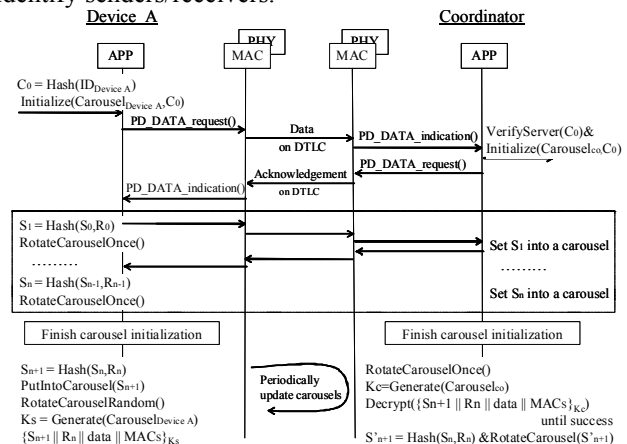 identify senders/receivers.
Device A
Coordinator
PHY
PHY
APP
MAC
MAC
APP
C0 = Hash(IDDevice A)
Initialize(CarouselDevice A,C0)
PD_DATA_request()
Data
on DTLC
PD_DATA_indication()
VerifyServer(C0)&
Initialize(Carouselco,C0)
PD_DATA_request()
Acknowledgement
on DTLC
PD_DATA_indication()
S1 = Hash(S0,R0)
RotateCarouselOnce()
.........
Sn = Hash(Sn-1,Rn-1)
RotateCarouselOnce()
Set S1 into a carousel
.........
Set Sn into a carousel
Finish carousel initialization
Finish carousel initialization
Sn+1 = Hash(Sn,Rn)
PutIntoCarousel(Sn+1)
RotateCarouselRandom()
Ks = Generate(CarouselDevice A)
{Sn+1 || Rn || data || MACs}Ks
Periodically
update carousels
RotateCarouselOnce()
Kc=Generate(Carouselco)
Decrypt({Sn+1 || Rn || data || MACs}Kc)
until success
S'n+1 = Hash(Sn,Rn) &RotateCarousel(S'n+1)